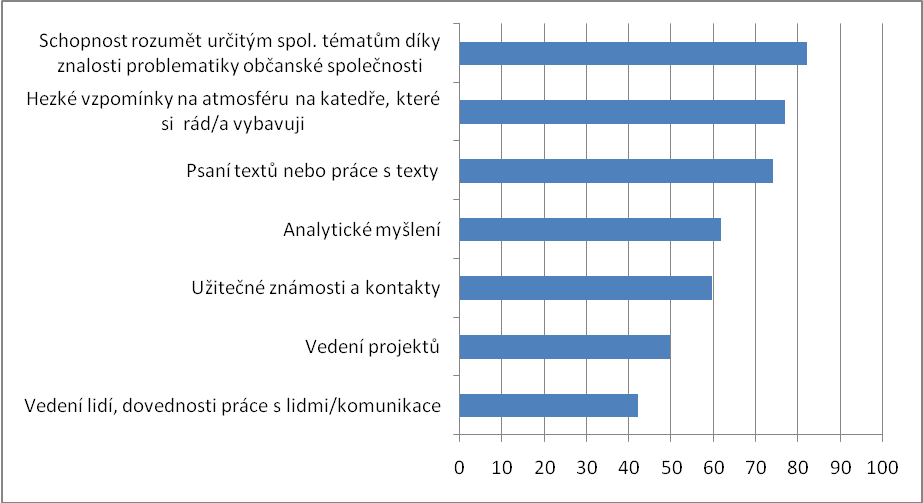 Schopnost rozumět určitým spol. tématům díky
znalosti problematiky občanské společnosti
Hezké vzpomínky na atmosféru na katedře, které
si rád/a vybavuji
Psaní textů nebo práce s texty
Analytické myšlení
Užitečné známosti a kontakty
Vedení projektů
Vedení lidí, dovednosti práce s lidmi/komunikace
0 10 20 30 40 50 60 70 80 90 100